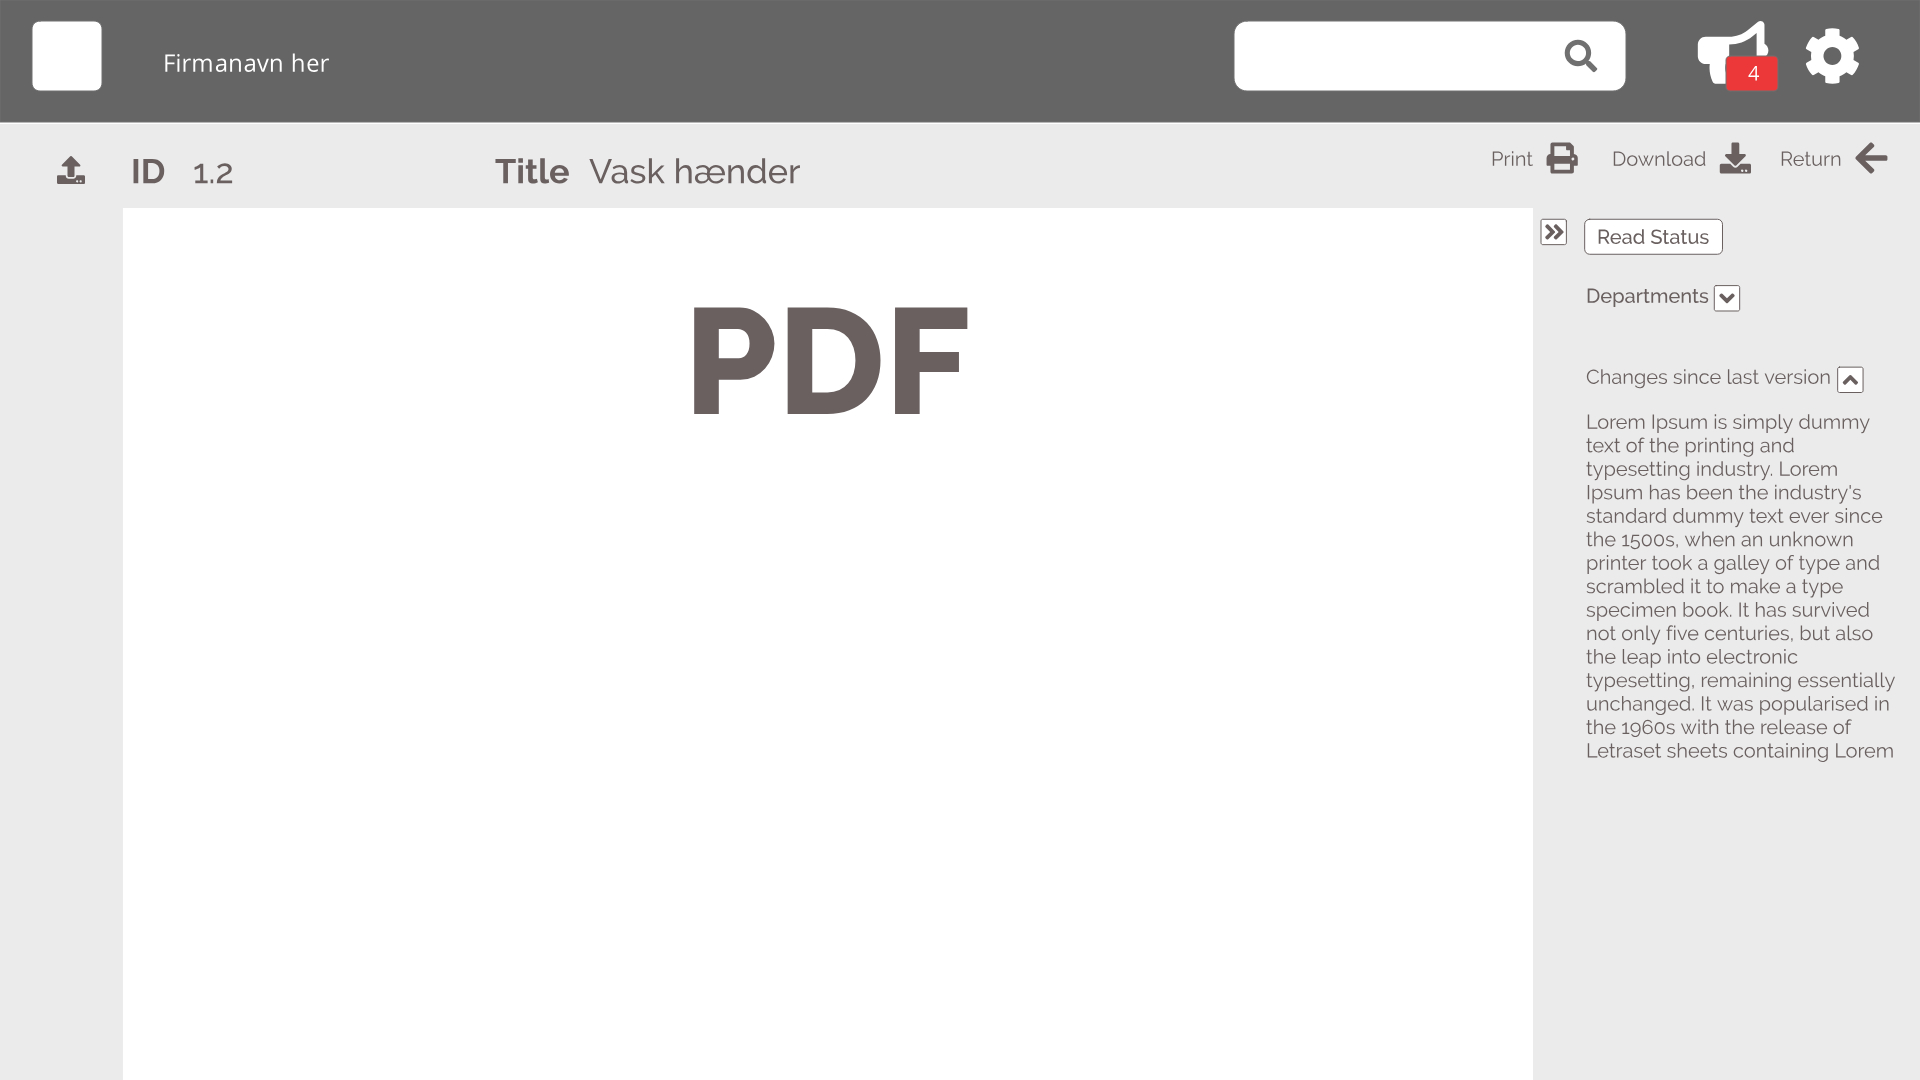 Firmanavn her
4
ID 1.2
Title Vask hænder
Print
Download
Return
PDF
Read Status
Departments
Changes since last version
Lorem Ipsum is simply dummy
text of the printing and
typesetting industry. Lorem
Ipsum has been the industry's
standard dummy text ever since
the 1500s, when an unknown
printer took a galley of type and
scrambled it to make a type
specimen book. It has survived
not only five centuries, but also
the leap into electronic
typesetting, remaining essentially
unchanged. It was popularised in
the 1960s with the release of
Letraset sheets containing Lorem